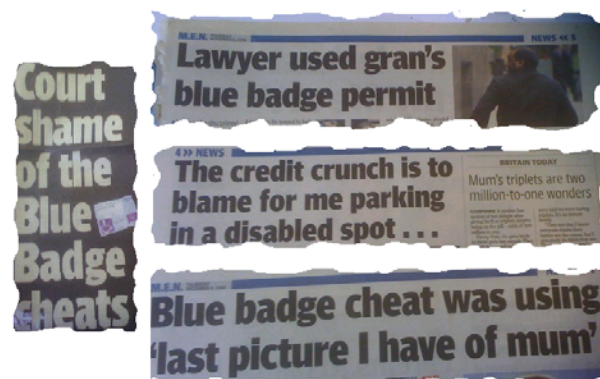 Court
shame
of the
Blue
Badge
cheats
M.E.N.
NEWS << 5
Lawyer used gran's
blue badge permit
4 >> NEWS
The credit crunch is to
blame for me parking
in a disabled spot . . .
BRITAIN TODAY
Mum's triplets are two
million-to-one wonders
M.E.N.
Blue badge cheat was using
'last picture I have of mum'